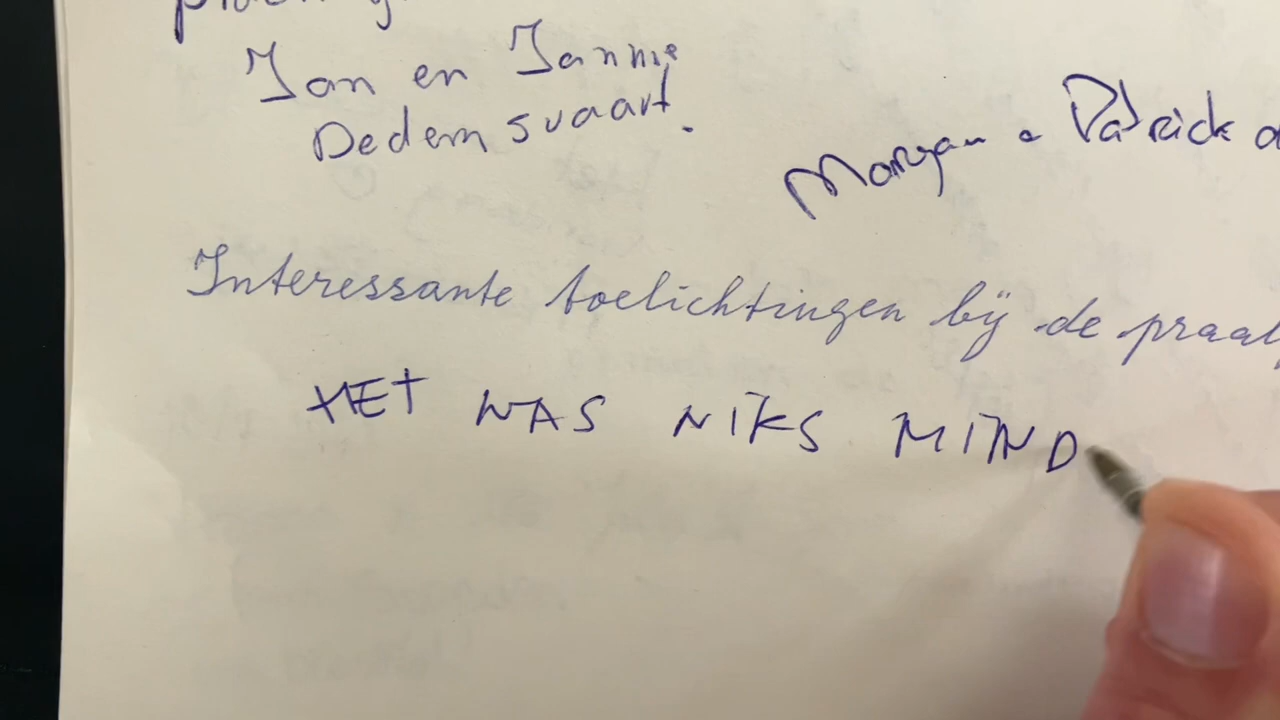 Jan en Jannie
Dedemsvaart.
Morgan & Patrick
Interessante toelichtingen bij de praal
HET WAS NIKS MIND